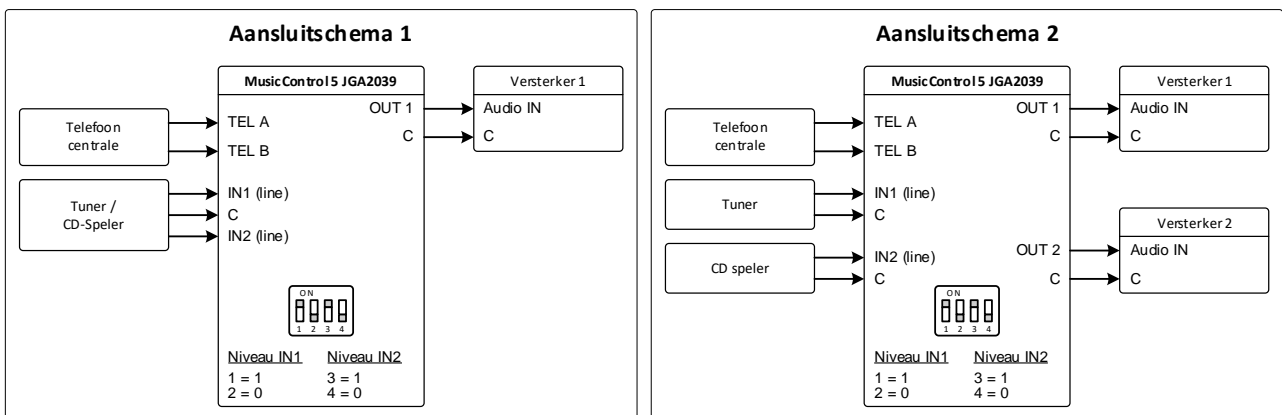 Aansluitschema 1
MusicControl 5 JGA2039
Versterker 1
OUT 1
Audio IN
C
C
Telefoon
centrale
TEL A
TEL B
Tuner /
CD-Speler
IN1 (line)
C
IN2 (line)
ON
1 2 3 4
Niveau IN1
Niveau IN2
1 = 1
3 = 1
2 = 0
4 = 0
Aansluitschema 2
MusicControl 5 JGA2039
Versterker 1
OUT 1
Audio IN
C
C
Telefoon
centrale
TEL A
TEL B
Tuner
IN1 (line)
C
CD speler
IN2 (line)
C
Versterker 2
OUT 2
Audio IN
C
C
ON
1 2 3 4
Niveau IN1
Niveau IN2
1 = 1
3 = 1
2 = 0
4 = 0